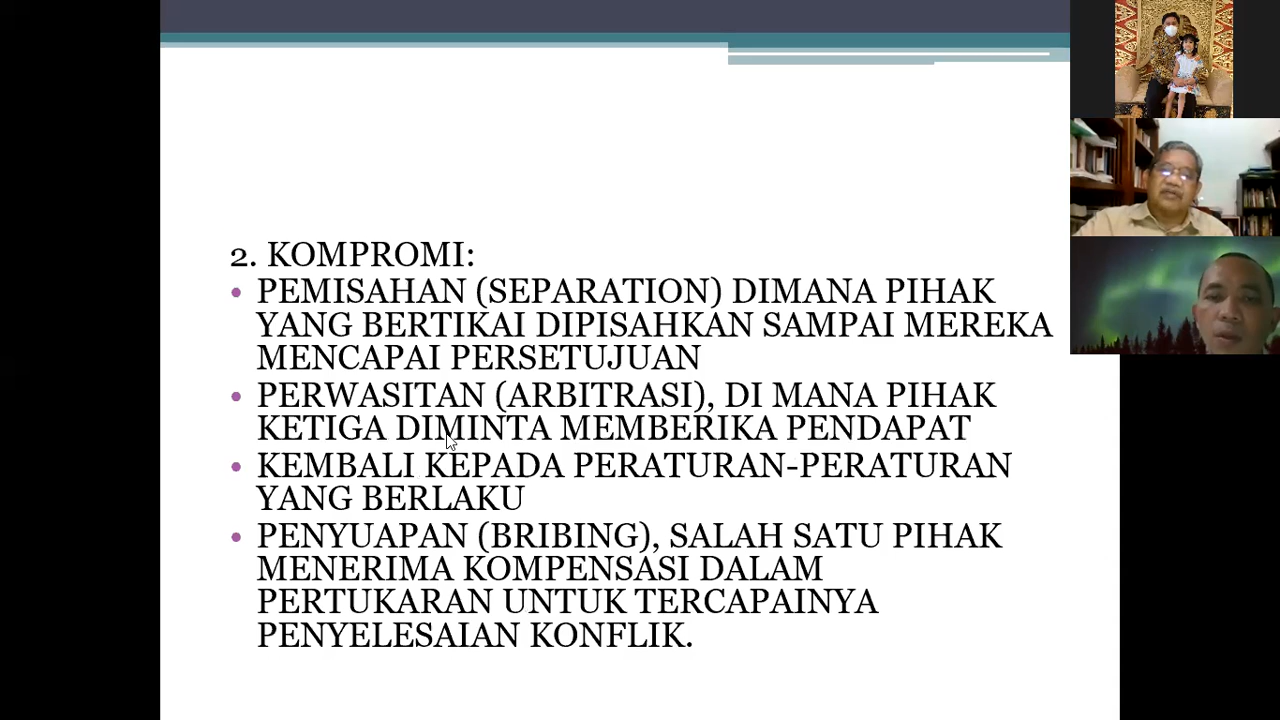 2. KOMPROMI:
• PEMISAHAN (SEPARATION) DIMANA PIHAK
YANG BERTIKAI DIPISAHKAN SAMPAI MEREKA
MENCAPAI PERSETUJUAN
• PERWASITAN (ARBITRASI), DI MANA PIHAK
KETIGA DIMINTA MEMBERIKA PENDAPAT
• KEMBALI KEPADA PERATURAN-PERATURAN
YANG BERLAKU
• PENYUAPAN (BRIBING), SALAH SATU PIHAK
MENERIMA KOMPENSASI DALAM
PERTUKARAN UNTUK TERCAPAINYA
PENYELESAIAN KONFLIK.